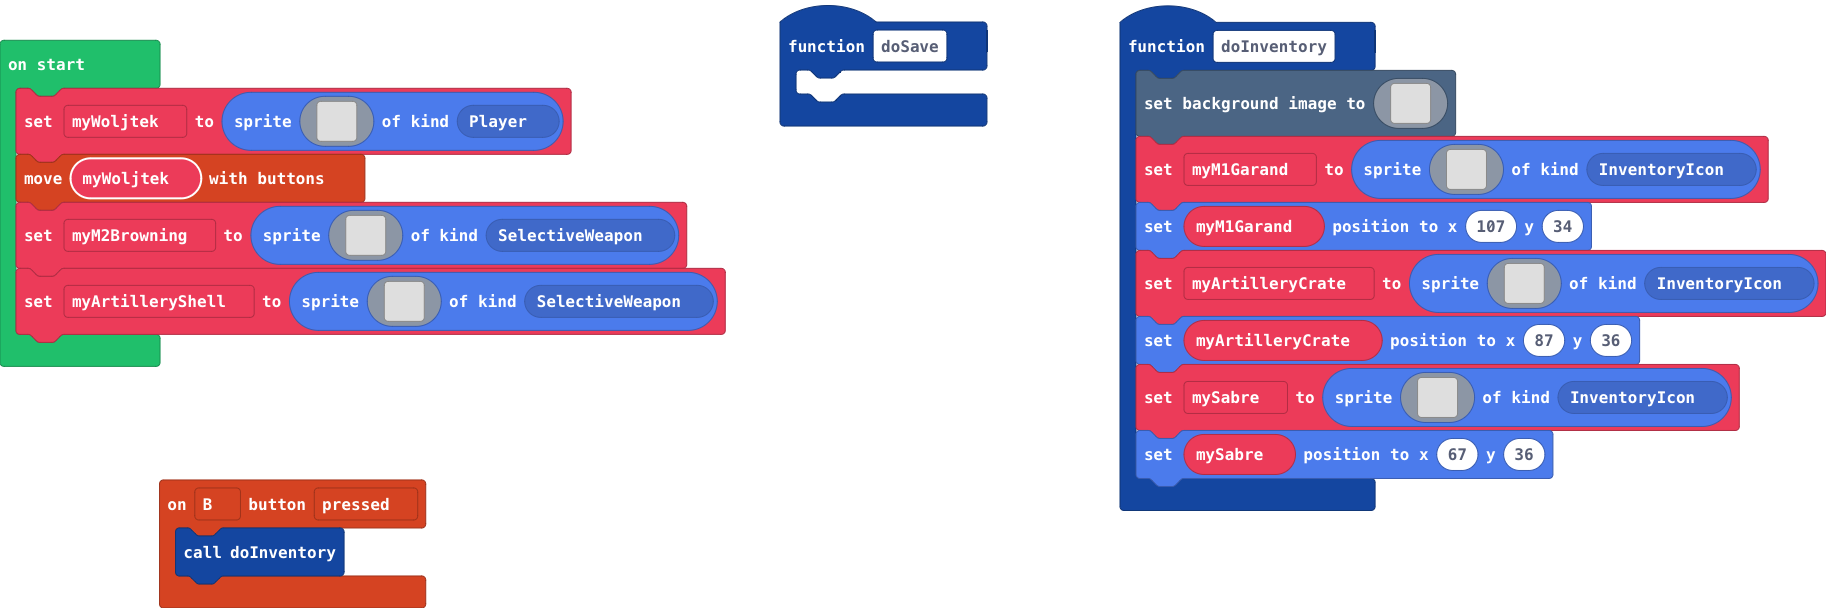 on start
set myWoljtek to sprite of kind Player
move myWoljtek with buttons
set myM2Browning to sprite of kind SelectiveWeapon
set myArtilleryShell to sprite of kind SelectiveWeapon
on B button pressed
call doInventory
function doSave
function doInventory
set background image to
set myM1Garand to sprite of kind InventoryIcon
set myM1Garand position to x 107 y 34
set myArtilleryCrate to sprite of kind InventoryIcon
set myArtilleryCrate position to x 87 y 36
set mySabre to sprite of kind InventoryIcon
set mySabre position to x 67 y 36